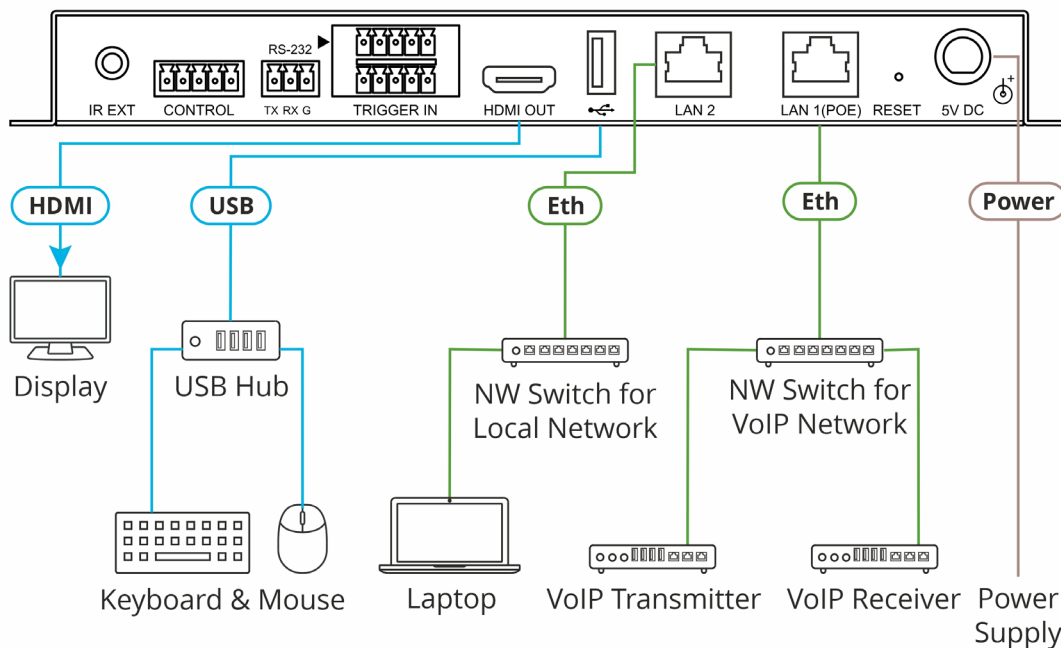 RS-232
IR EXT
CONTROL
TX RX G
TRIGGER IN
HDMI OUT
LAN 2
LAN 1(POE)
RESET
5V DC
+
HDMI
USB
Eth
Eth
Power
Display
USB Hub
NW Switch for
Local Network
NW Switch for
VoIP Network
Keyboard & Mouse
Laptop
VoIP Transmitter
VoIP Receiver
Power
Supply